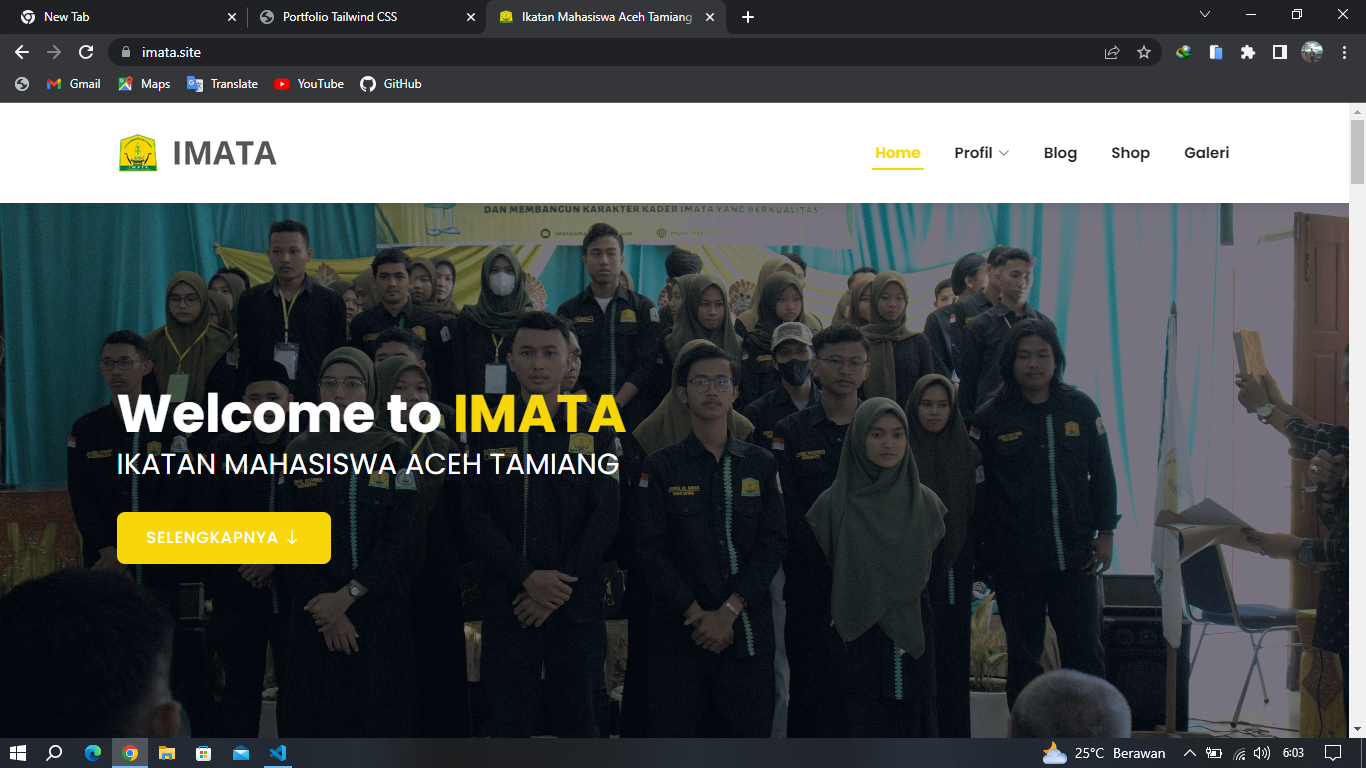 New Tab
Portfolio Tailwind CSS
Ikatan Mahasiswa Aceh Tamiang
imata.site
Gmail
Maps
Translate
YouTube
GitHub
IMATA
Home
Profil
Blog
Shop
Galeri
DAN MEMBANGUN KARAKTER KADER IMATA YANG BERKUALITAS
Welcome to IMATA
IKATAN MAHASISWA ACEH TAMIANG
SELENGKAPNYA ↓
25°C Berawan
6:03